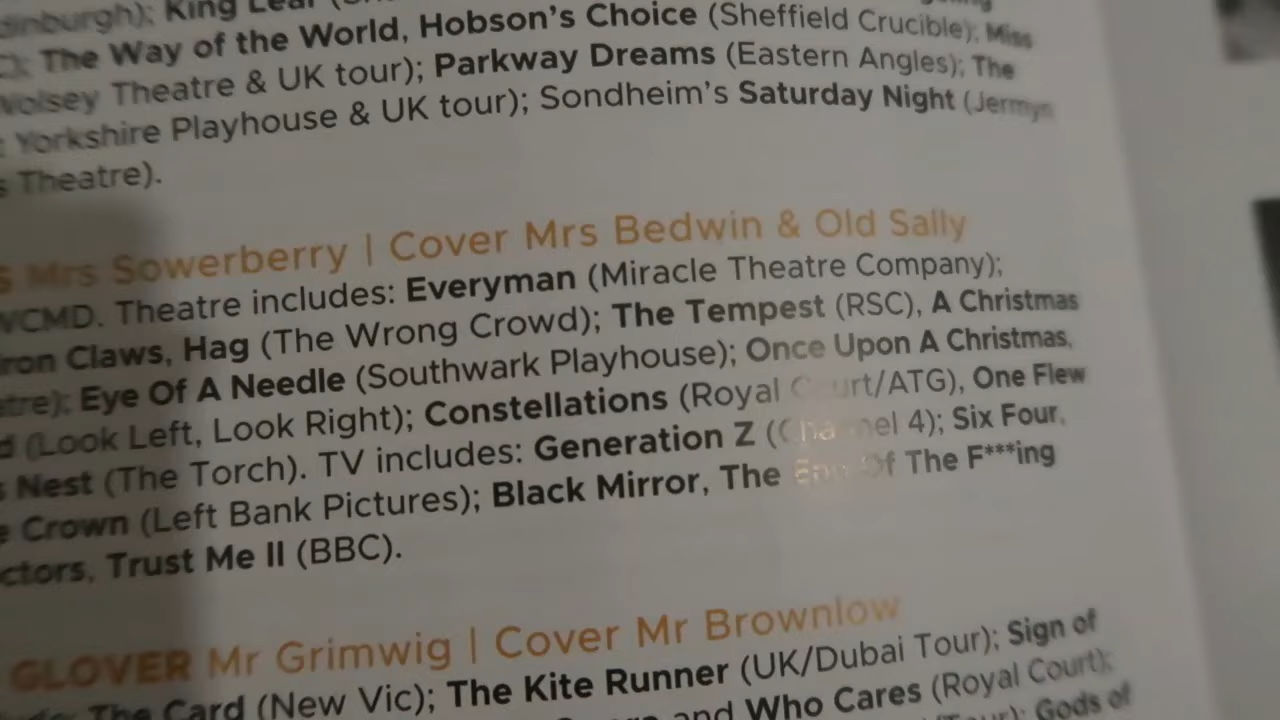 dinburgh); King Lear
The Way of the World, Hobson's Choice (Sheffield Crucible); Miss
Wolsey Theatre & UK tour); Parkway Dreams (Eastern Angles); The
Yorkshire Playhouse & UK tour); Sondheim's Saturday Night (Jermyn
s Theatre).
S Mrs Sowerberry | Cover Mrs Bedwin & Old Sally
WCMD. Theatre includes: Everyman (Miracle Theatre Company);
ron Claws, Hag (The Wrong Crowd); The Tempest (RSC), A Christmas
atre); Eye Of A Needle (Southwark Playhouse); Once Upon A Christmas,
d (Look Left, Look Right); Constellations (Royal Court/ATG), One Flew
s Nest (The Torch). TV includes: Generation Z (Channel 4); Six Four,
e Crown (Left Bank Pictures); Black Mirror, The End Of The F***ing
ctors, Trust Me II (BBC).
GLOVER Mr Grimwig | Cover Mr Brownlow
The Card (New Vic); The Kite Runner (UK/Dubai Tour); Sign of
and Who Cares (Royal Court);
Tour); Gods of